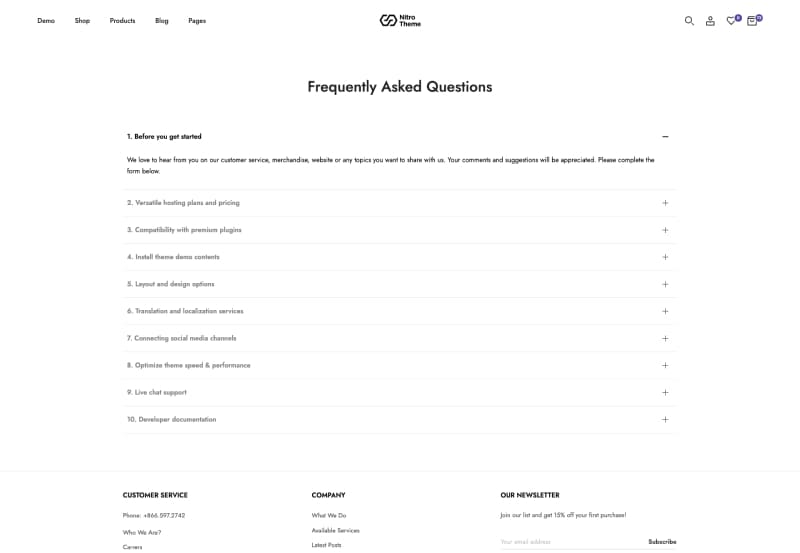 Demo Shop Products Blog Pages
Nitro
Theme
0
Frequently Asked Questions
1. Before you get started
We love to hear from you on our customer service, merchandise, website or any topics you want to share with us. Your comments and suggestions will be appreciated. Please complete the
form below.
2. Versatile hosting plans and pricing
3. Compatibility with premium plugins
4. Install theme demo contents
5. Layout and design options
6. Translation and localization services
7. Connecting social media channels
8. Optimize theme speed & performance
9. Live chat support
10. Developer documentation
CUSTOMER SERVICE
Phone: +866.597.2742
Who We Are?
Careers
COMPANY
What We Do
Available Services
Latest Posts
OUR NEWSLETTER
Join our list and get 15% off your first purchase!
Your email address Subscribe